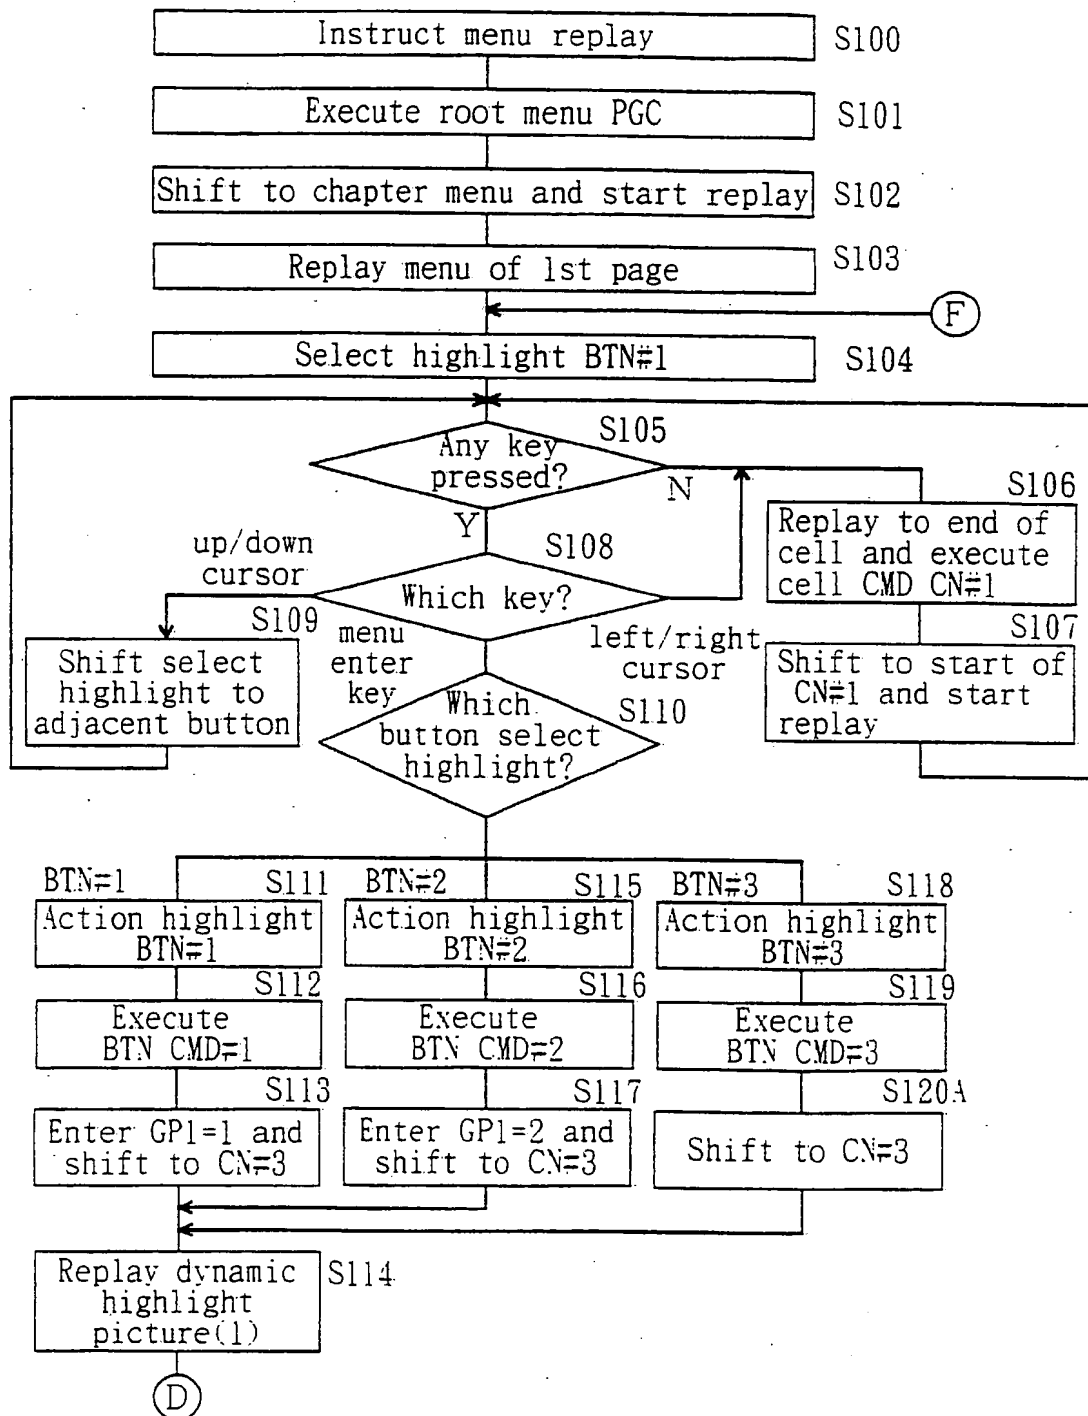 Instruct menu replay
S100
Execute root menu PGC
S101
Shift to chapter menu and start replay
S102
Replay menu of 1st page
S103
F
Select highlight BTN#1
S104
Any key
pressed?
S105
N
Y
S106
Replay to end of
cell and execute
cell CMD CN#1
up/down
cursor
S108
Which key?
S109
Shift select
highlight to
adjacent button
menu
enter
key
left/right
cursor
S107
Shift to start of
CN#1 and start
replay
Which
button select
highlight?
S110
BTN#1
S111
Action highlight
BTN#1
S112
Execute
BTN CMD#1
S113
Enter GP1=1 and
shift to CN#3
BTN#2
S115
Action highlight
BTN#2
S116
Execute
BTN CMD#2
S117
Enter GP1=2 and
shift to CN#3
BTN#3
S118
Action highlight
BTN#3
S119
Execute
BTN CMD#3
S120A
Shift to CN#3
Replay dynamic
highlight
picture(1)
S114
D